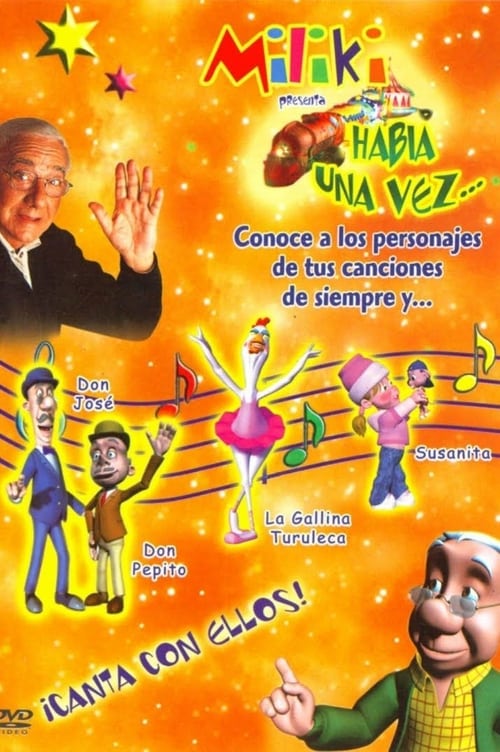 Miliki
presenta
HABIA
UNA VEZ...
Conoce a los personajes
de tus canciones
de siempre y...
Don
José
Susanita
La Gallina
Turuleca
Don
Pepito
¡CANTA CON ELLOS!
DVD
VIDEO